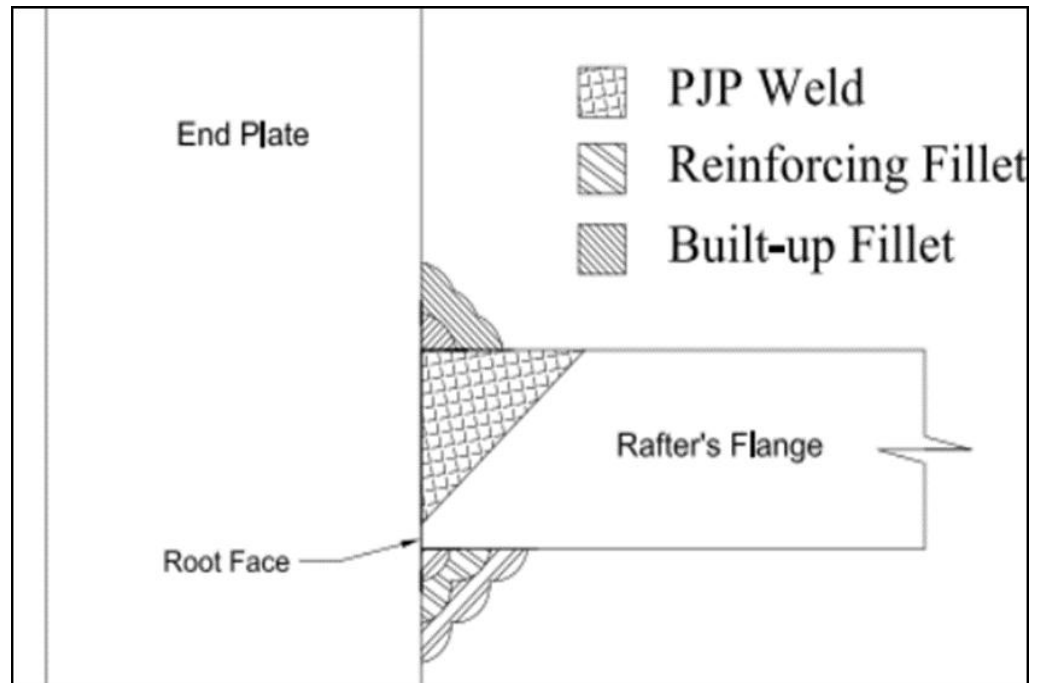 End Plate
PJP Weld
Reinforcing Fillet
Built-up Fillet
Rafter's Flange
Root Face